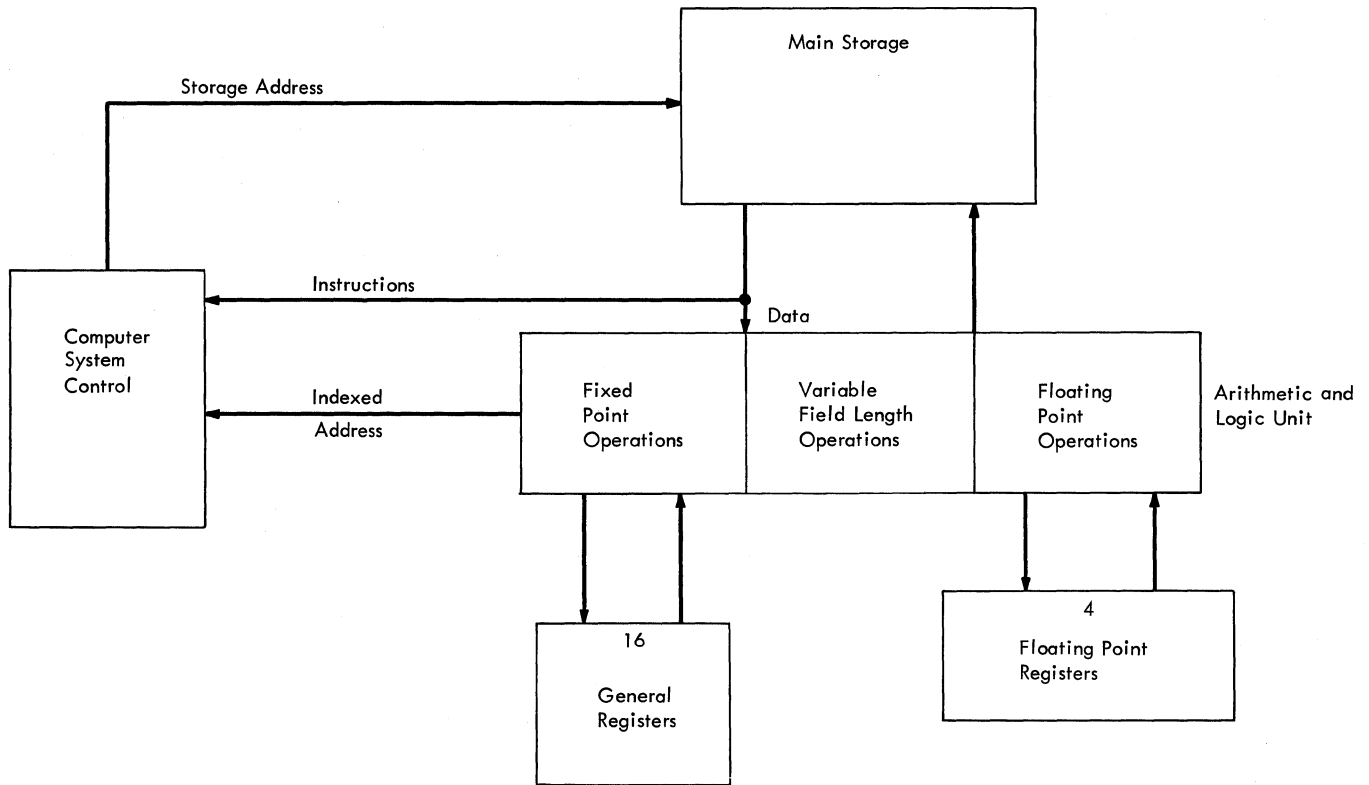 Main Storage
Storage Address
Instructions
Data
Computer
System
Control
Indexed
Address
Fixed
Point
Operations
Variable
Field Length
Operations
Floating
Point
Operations
Arithmetic and
Logic Unit
16
General
Registers
4
Floating Point
Registers